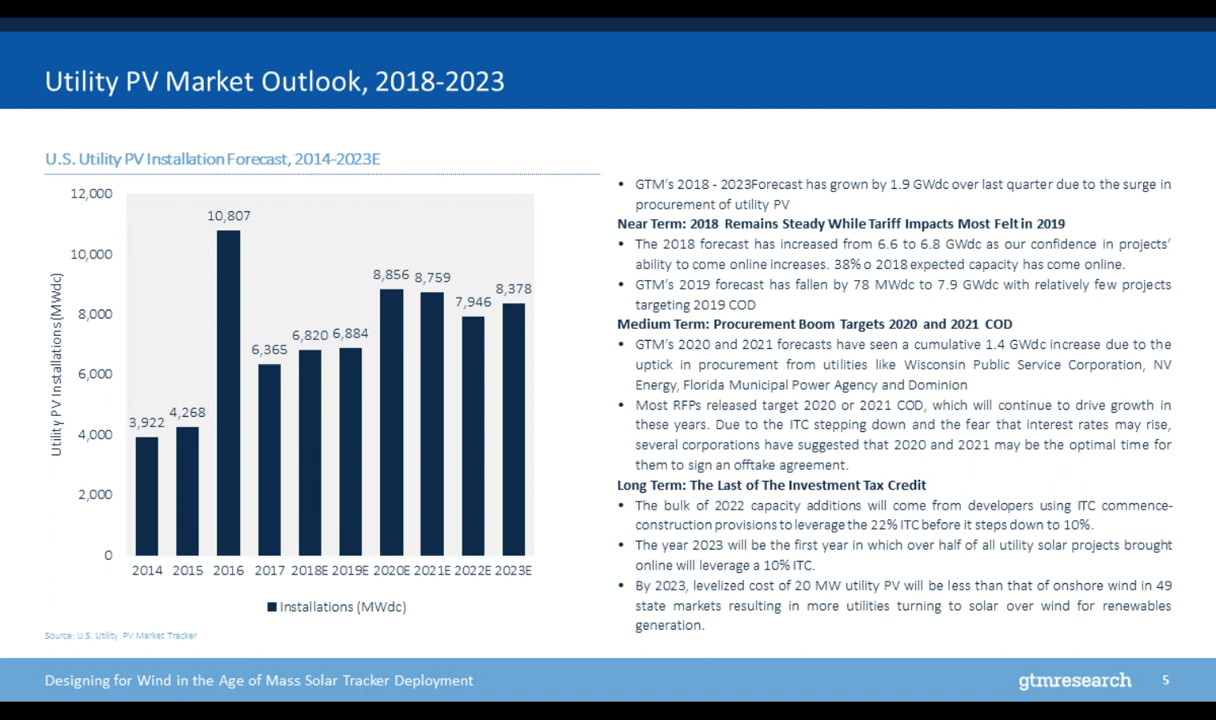 Utility PV Market Outlook, 2018-2023
U.S. Utility PV Installation Forecast, 2014-2023E
12,000
10,000
8,000
6,000
4,000
2,000
0
Utility PV Installations (MWdc)
3,922
4,268
10,807
6,365
6,820
6,884
8,856
8,759
7,946
8,378
2014 2015 2016 2017 2018E 2019E 2020E 2021E 2022E 2023E
Installations (MWdc)
Source: U.S. Utility PV Market Tracker
• GTM's 2018 - 2023Forecast has grown by 1.9 GWdc over last quarter due to the surge in
procurement of utility PV
Near Term: 2018 Remains Steady While Tariff Impacts Most Felt in 2019
• The 2018 forecast has increased from 6.6 to 6.8 GWdc as our confidence in projects'
ability to come online increases. 38% o 2018 expected capacity has come online.
• GTM's 2019 forecast has fallen by 78 MWdc to 7.9 GWdc with relatively few projects
targeting 2019 COD
Medium Term: Procurement Boom Targets 2020 and 2021 COD
• GTM's 2020 and 2021 forecasts have seen a cumulative 1.4 GWdc increase due to the
uptick in procurement from utilities like Wisconsin Public Service Corporation, NV
Energy, Florida Municipal Power Agency and Dominion
• Most RFPs released target 2020 or 2021 COD, which will continue to drive growth in
these years. Due to the ITC stepping down and the fear that interest rates may rise,
several corporations have suggested that 2020 and 2021 may be the optimal time for
them to sign an offtake agreement.
Long Term: The Last of The Investment Tax Credit
• The bulk of 2022 capacity additions will come from developers using ITC commence-
construction provisions to leverage the 22% ITC before it steps down to 10%.
• The year 2023 will be the first year in which over half of all utility solar projects brought
online will leverage a 10% ITC.
• By 2023, levelized cost of 20 MW utility PV will be less than that of onshore wind in 49
state markets resulting in more utilities turning to solar over wind for renewables
generation.
Designing for Wind in the Age of Mass Solar Tracker Deployment
gtmresearch 5